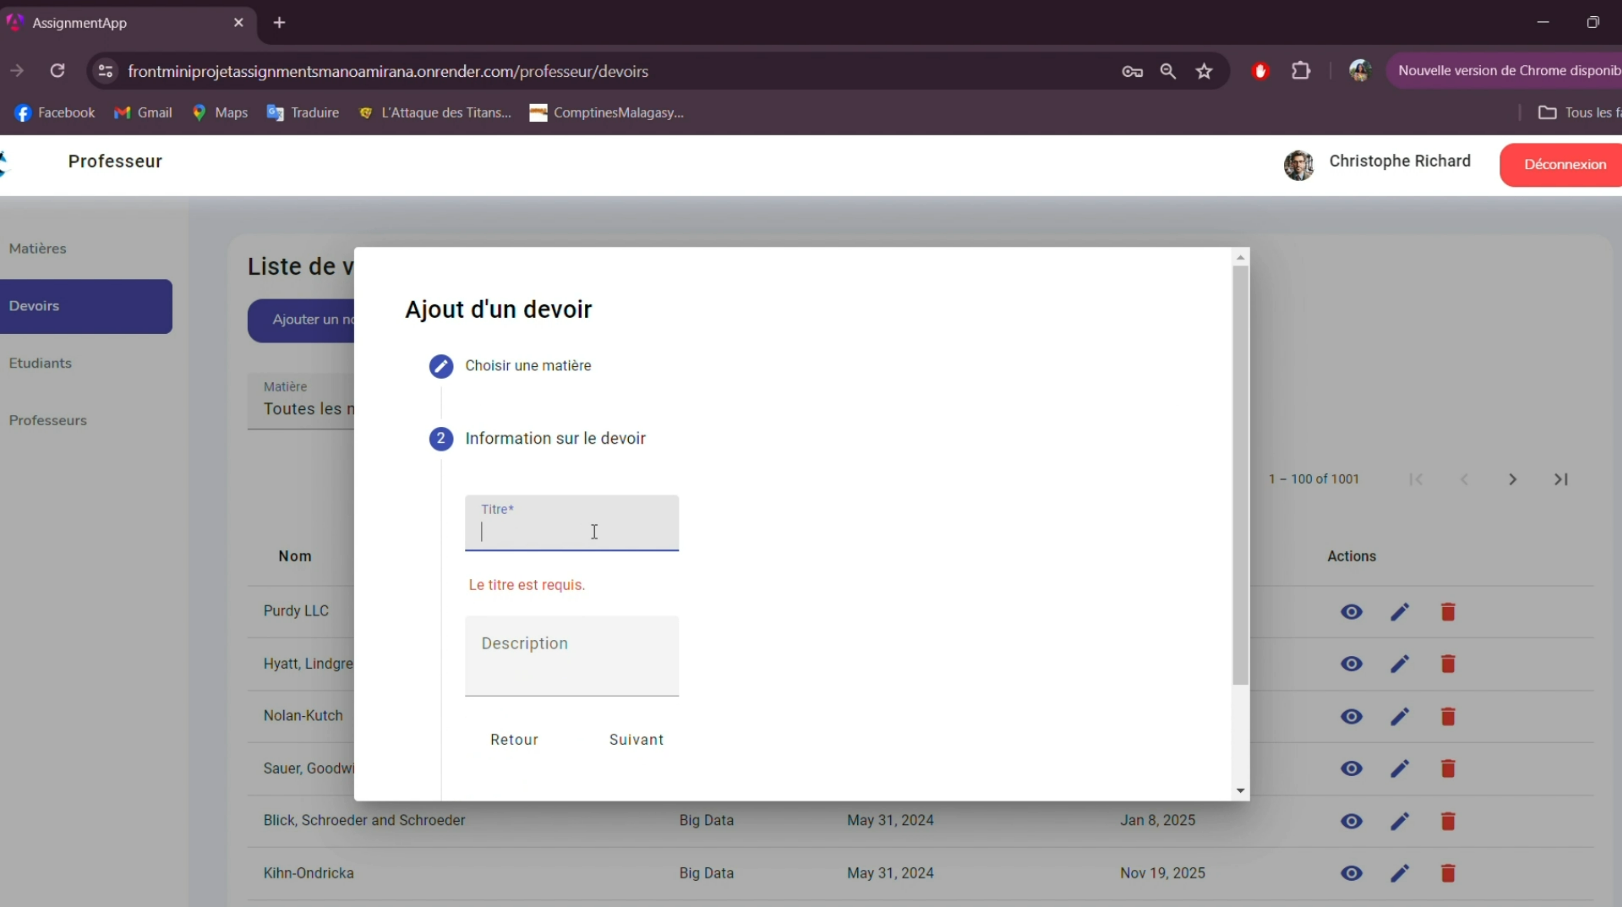 AssignmentApp
frontminiprojetassignmentsmanoamirana.onrender.com/professeur/devoirs
Nouvelle version de Chrome disponib
Facebook Gmail Maps Traduire L'Attaque des Titans... ComptinesMalagasy...
Tous les fa
Professeur
Christophe Richard
Déconnexion
Matières
Devoirs
Etudiants
Professeurs
Liste de v
Ajouter un no
Matière
Toutes les m
Ajout d'un devoir
Choisir une matière
2 Information sur le devoir
Titre*
Le titre est requis.
Description
Retour Suivant
1 – 100 of 1001
Nom Actions
Purdy LLC
Hyatt, Lindgre
Nolan-Kutch
Sauer, Goodwi
Blick, Schroeder and Schroeder Big Data May 31, 2024 Jan 8, 2025
Kihn-Ondricka Big Data May 31, 2024 Nov 19, 2025